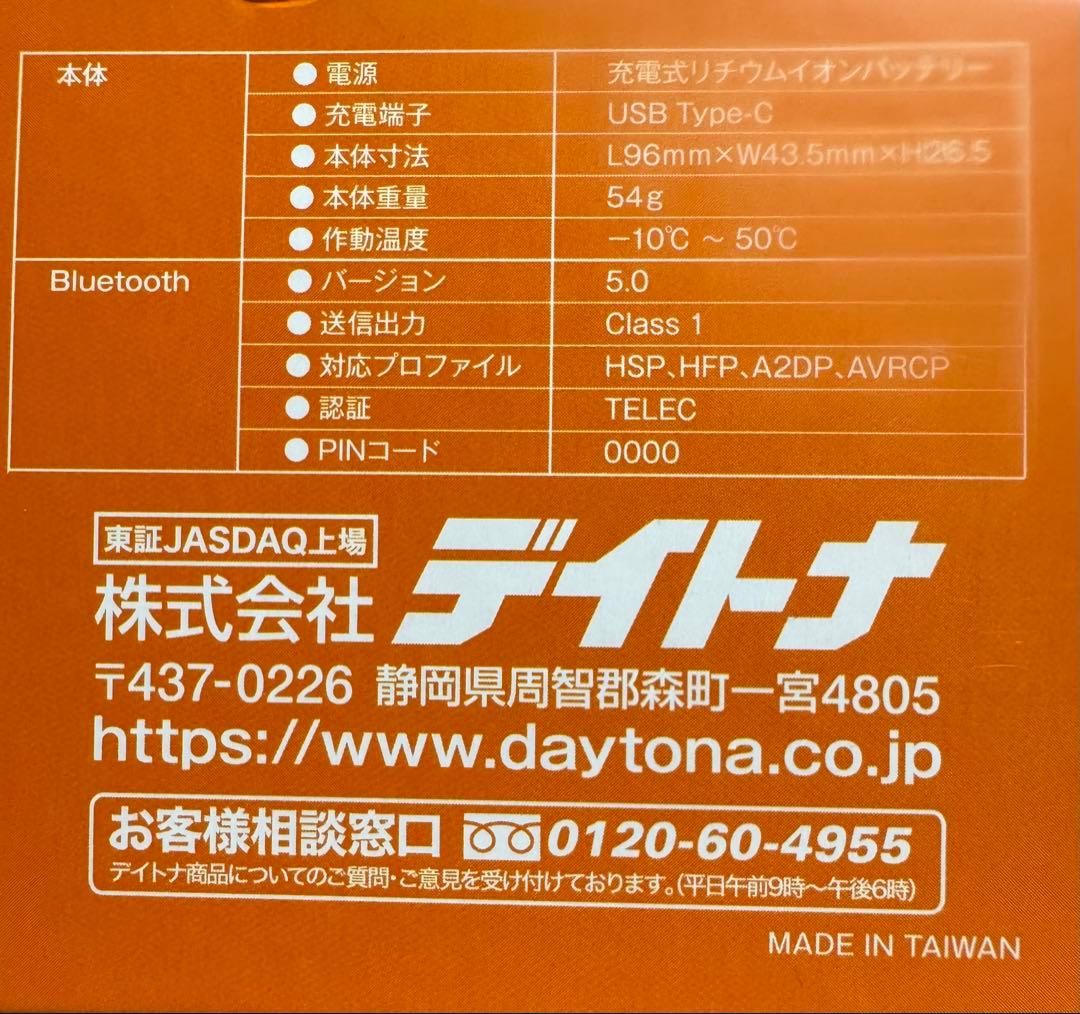 本体 ● 電源 充電式リチウムイオンバッテリー
● 充電端子 USB Type-C
● 本体寸法 L96mm×W43.5mm×H26.5
● 本体重量 54g
● 作動温度 －10℃ ～ 50℃
Bluetooth ● バージョン 5.0
● 送信出力 Class 1
● 対応プロファイル HSP、HFP、A2DP、AVRCP
● 認証 TELEC
● PINコード 0000
東証JASDAQ上場
株式会社 デイトナ
〒437-0226 静岡県周智郡森町一宮4805
https://www.daytona.co.jp
お客様相談窓口 0120-60-4955
デイトナ商品についてのご質問・ご意見を受け付けております。(平日午前9時～午後6時)
MADE IN TAIWAN